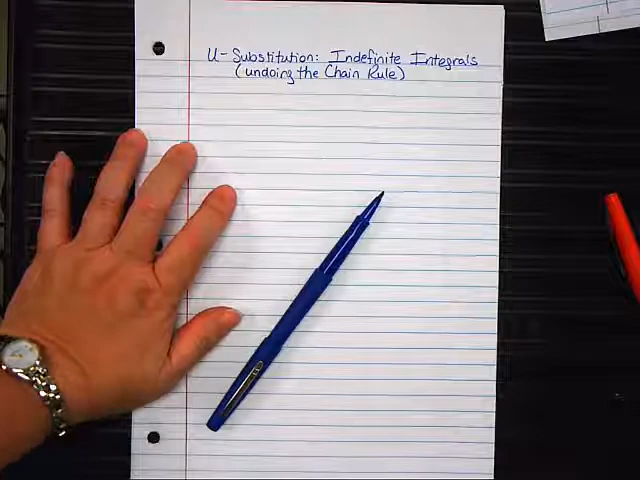 U- Substitution: Indefinite Integrals
(undoing the Chain Rule)